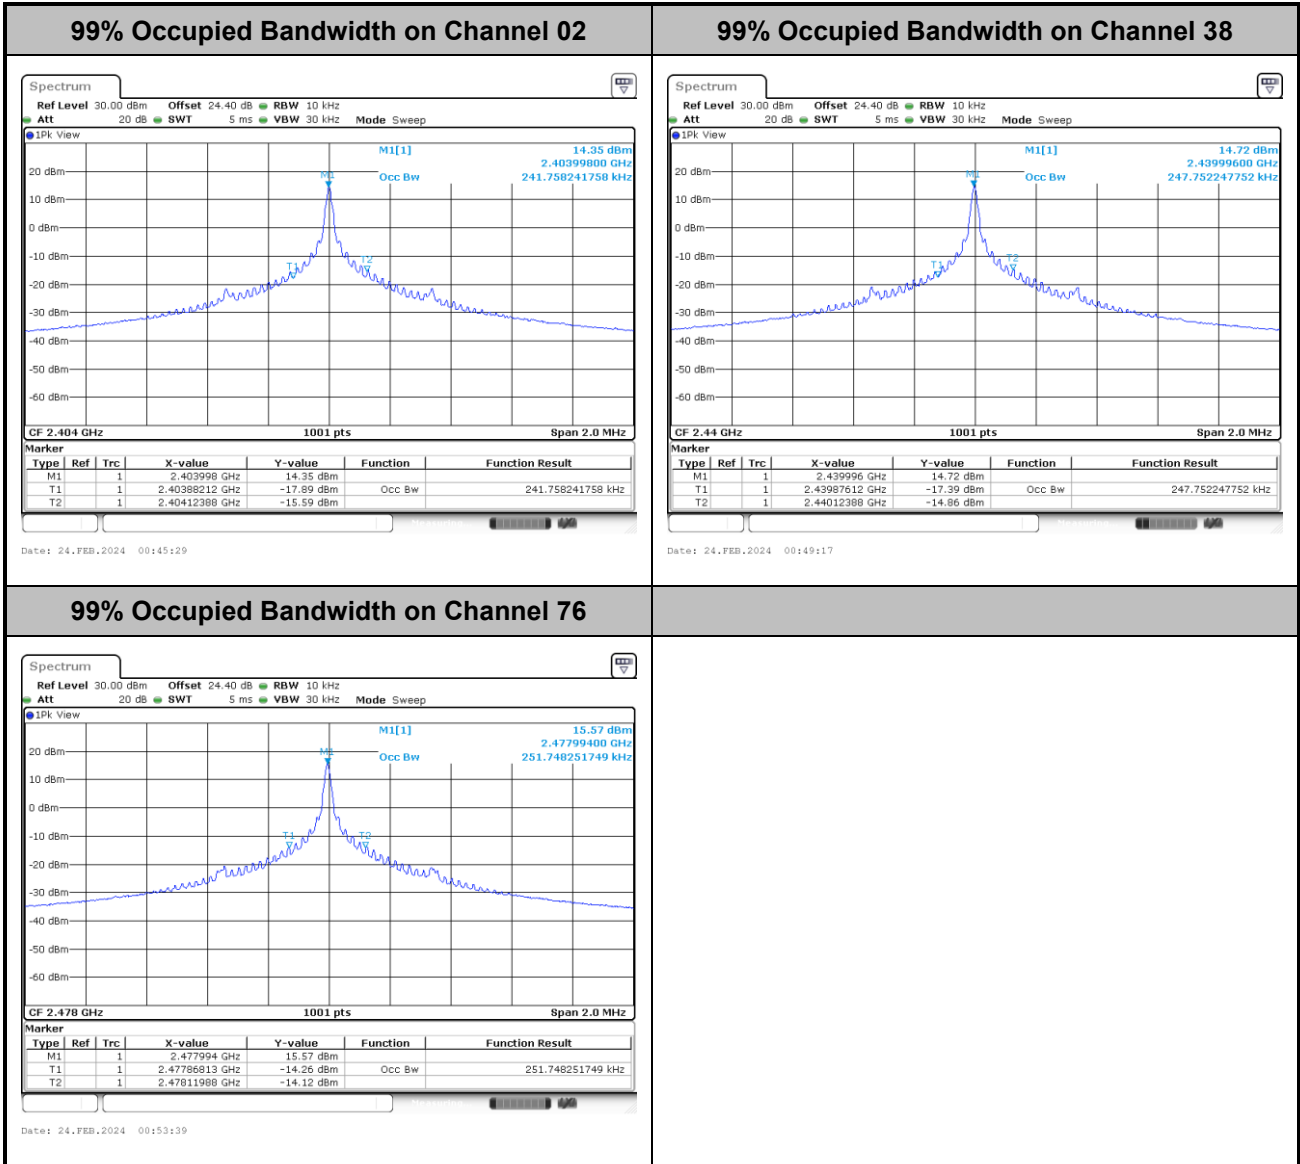 99% Occupied Bandwidth on Channel 02
99% Occupied Bandwidth on Channel 38
Spectrum
Ref Level 30.00 dBm Offset 24.40 dB RBW 10 kHz
Att 20 dB SWT 5 ms VBW 30 kHz Mode Sweep
1Pk View
M1[1] 14.35 dBm
2.40399800 GHz
Occ Bw 241.758241758 kHz
M1
20 dBm
10 dBm
0 dBm
-10 dBm
T1
T2
-20 dBm
-30 dBm
-40 dBm
-50 dBm
-60 dBm
CF 2.404 GHz 1001 pts Span 2.0 MHz
Marker
Type Ref Trc X-value Y-value Function Function Result
M1 1 2.403998 GHz 14.35 dBm
T1 1 2.40388212 GHz -17.89 dBm Occ Bw 241.758241758 kHz
T2 1 2.40412388 GHz -15.59 dBm
Date: 24.FEB.2024 00:45:29
Spectrum
Ref Level 30.00 dBm Offset 24.40 dB RBW 10 kHz
Att 20 dB SWT 5 ms VBW 30 kHz Mode Sweep
1Pk View
M1[1] 14.72 dBm
2.43999600 GHz
Occ Bw 247.752247752 kHz
M1
20 dBm
10 dBm
0 dBm
-10 dBm
T1
T2
-20 dBm
-30 dBm
-40 dBm
-50 dBm
-60 dBm
CF 2.44 GHz 1001 pts Span 2.0 MHz
Marker
Type Ref Trc X-value Y-value Function Function Result
M1 1 2.439996 GHz 14.72 dBm
T1 1 2.43987612 GHz -17.39 dBm Occ Bw 247.752247752 kHz
T2 1 2.44012388 GHz -14.86 dBm
Date: 24.FEB.2024 00:49:17
99% Occupied Bandwidth on Channel 76
Spectrum
Ref Level 30.00 dBm Offset 24.40 dB RBW 10 kHz
Att 20 dB SWT 5 ms VBW 30 kHz Mode Sweep
1Pk View
M1[1] 15.57 dBm
2.47799400 GHz
Occ Bw 251.748251749 kHz
M1
20 dBm
10 dBm
0 dBm
-10 dBm
T1
T2
-20 dBm
-30 dBm
-40 dBm
-50 dBm
-60 dBm
CF 2.478 GHz 1001 pts Span 2.0 MHz
Marker
Type Ref Trc X-value Y-value Function Function Result
M1 1 2.477994 GHz 15.57 dBm
T1 1 2.47786813 GHz -14.26 dBm Occ Bw 251.748251749 kHz
T2 1 2.47811988 GHz -14.12 dBm
Date: 24.FEB.2024 00:53:39